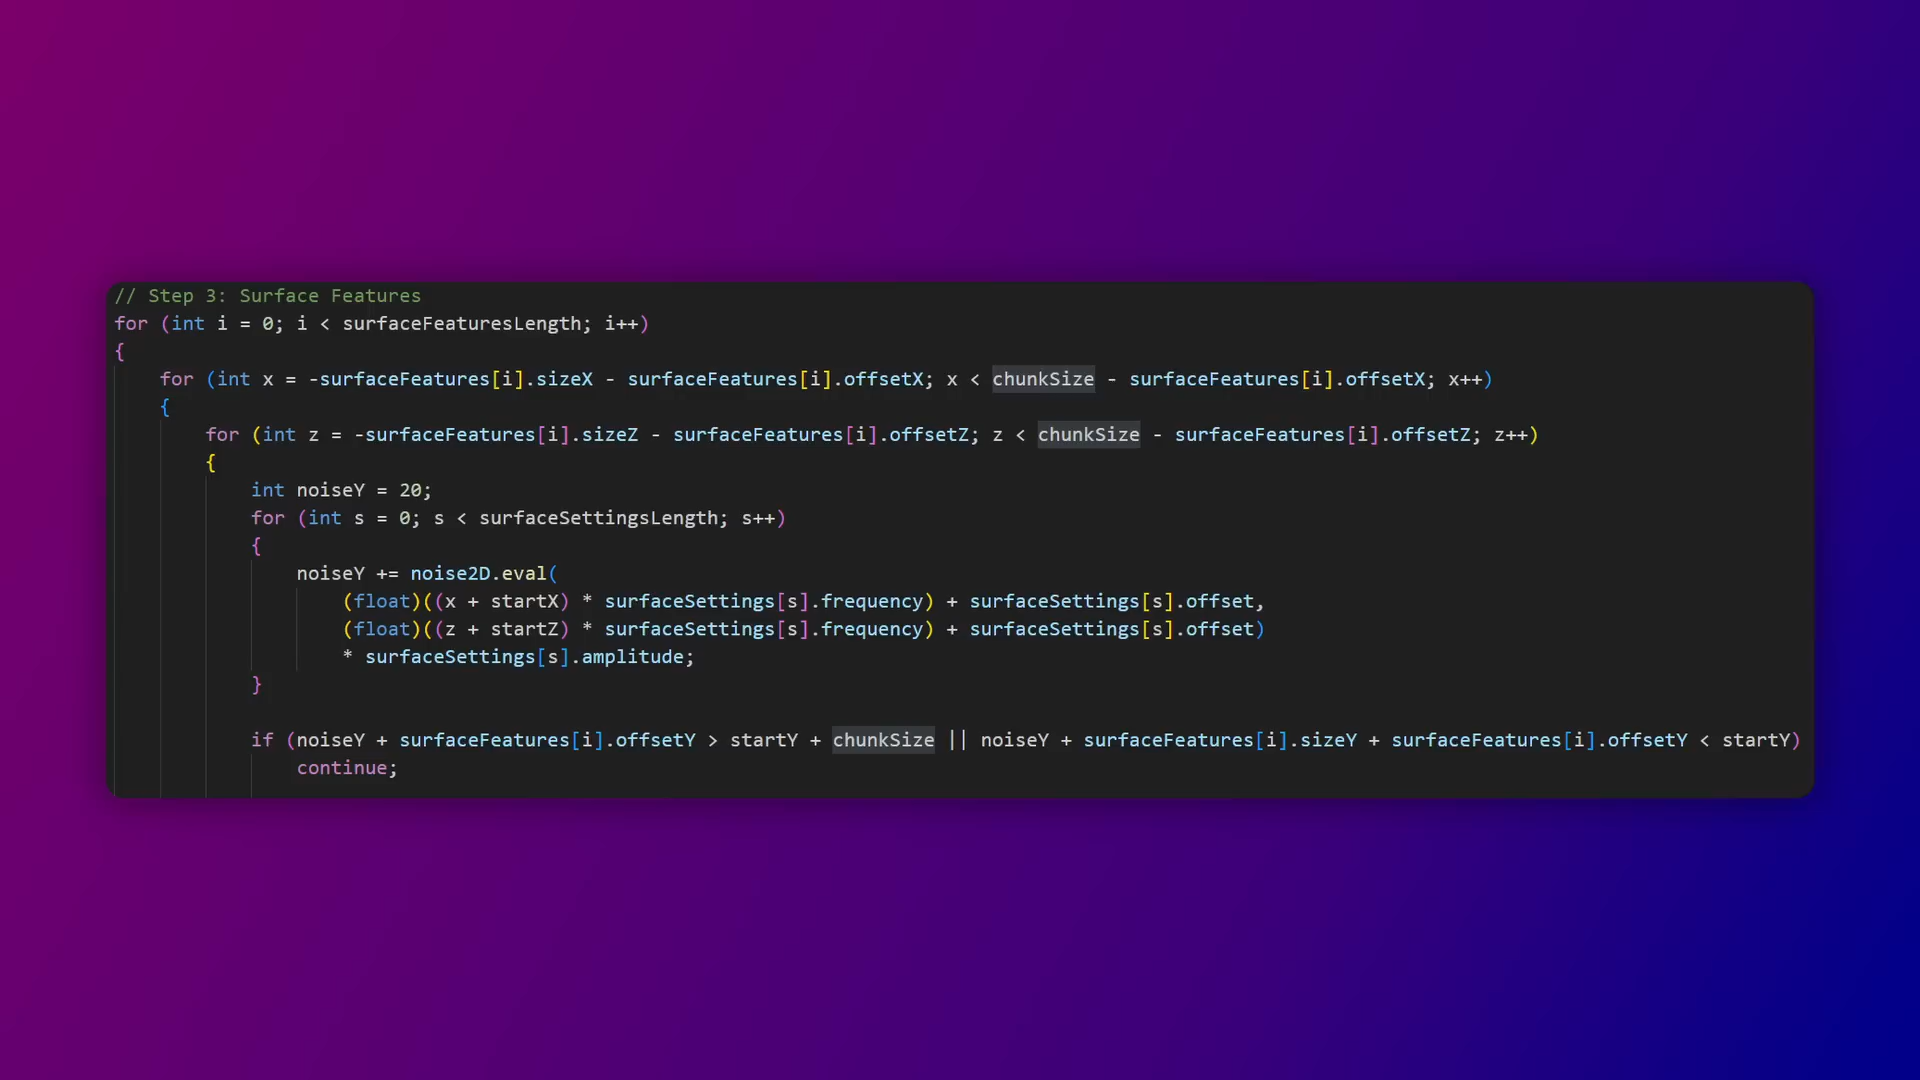 // Step 3: Surface Features
for (int i = 0; i < surfaceFeaturesLength; i++)
{
for (int x = -surfaceFeatures[i].sizeX - surfaceFeatures[i].offsetX; x < chunkSize - surfaceFeatures[i].offsetX; x++)
{
for (int z = -surfaceFeatures[i].sizeZ - surfaceFeatures[i].offsetZ; z < chunkSize - surfaceFeatures[i].offsetZ; z++)
{
int noiseY = 20;
for (int s = 0; s < surfaceSettingsLength; s++)
{
noiseY += noise2D.eval(
(float)((x + startX) * surfaceSettings[s].frequency) + surfaceSettings[s].offset,
(float)((z + startZ) * surfaceSettings[s].frequency) + surfaceSettings[s].offset)
* surfaceSettings[s].amplitude;
}
if (noiseY + surfaceFeatures[i].offsetY > startY + chunkSize || noiseY + surfaceFeatures[i].sizeY + surfaceFeatures[i].offsetY < startY)
continue;